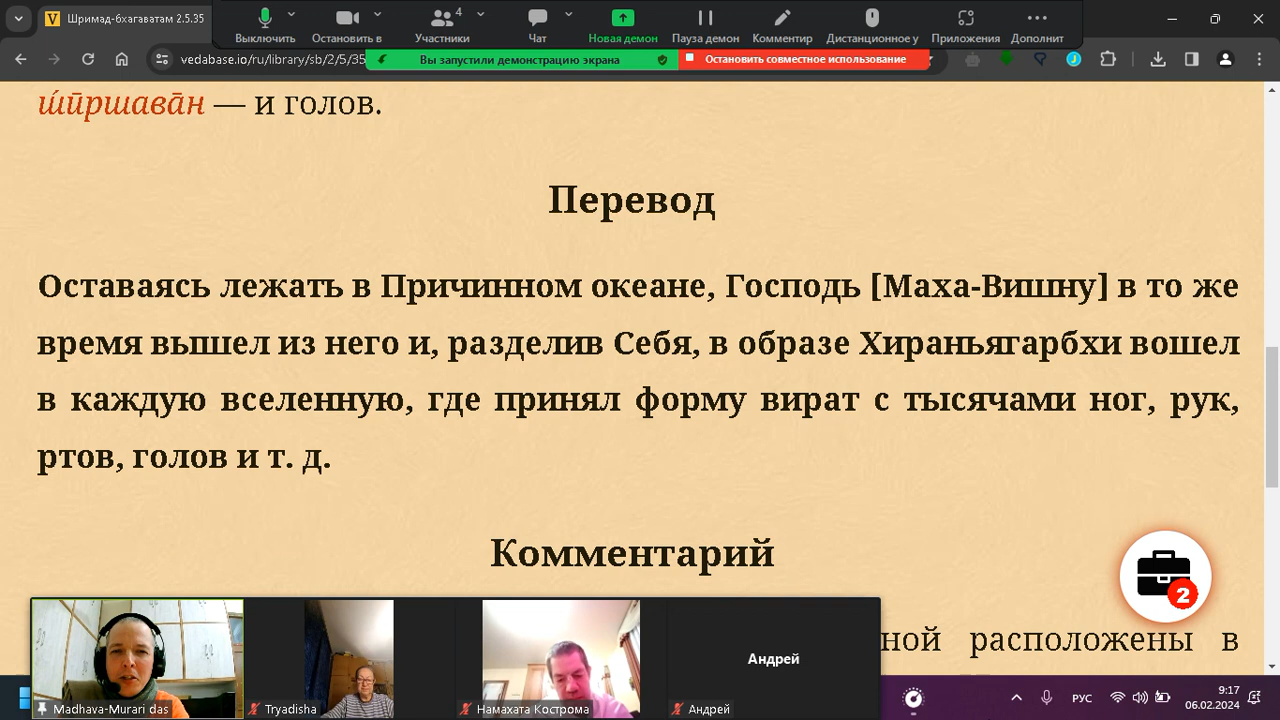 Шримад-бхагаватам 2.5.35
Выключить
Остановить в
Участники
4
Чат
Новая демон
Пауза демон
Комментир
Дистанционное у
Приложения
Дополнит
vedabase.io/ru/library/sb/2/5/35
Вы запустили демонстрацию экрана
Остановить совместное использование
ш́ӣршава̄н — и голов.
Перевод
Оставаясь лежать в Причинном океане, Господь [Маха-Вишну] в то же
время вышел из него и, разделив Себя, в образе Хираньягарбхи вошел
в каждую вселенную, где принял форму вират с тысячами ног, рук,
ртов, голов и т. д.
Комментарий
2
ной расположены в
Madhava-Murari das
Tryadisha
Намахата Кострома
Андрей
Андрей
РУС
9:17
06.02.2024